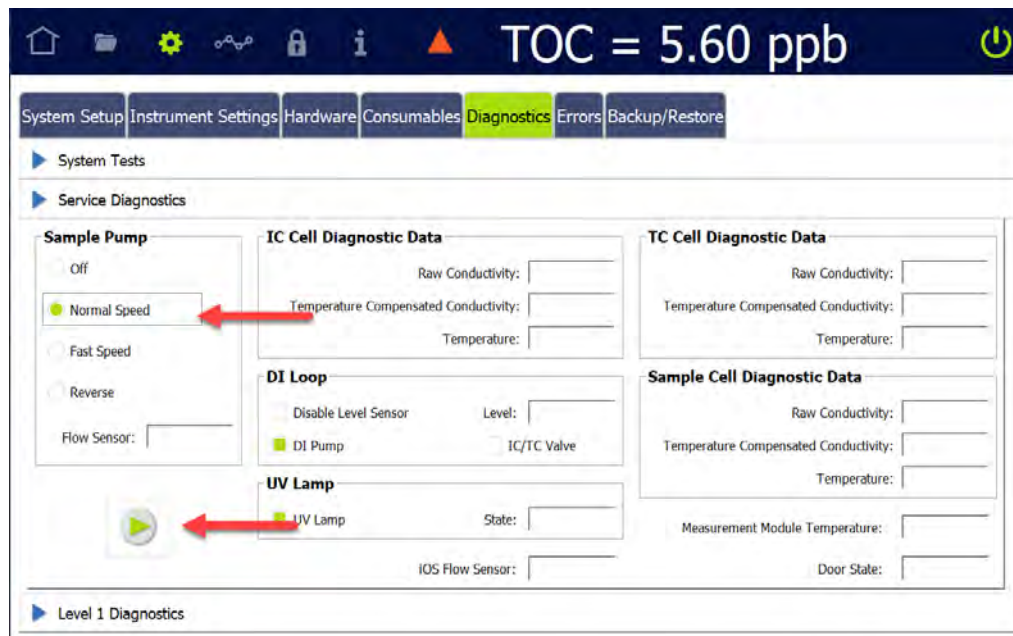 TOC = 5.60 ppb
System Setup Instrument Settings Hardware Consumables Diagnostics Errors Backup/Restore
System Tests
Service Diagnostics
Sample Pump
Off
Normal Speed
Fast Speed
Reverse
Flow Sensor:
IC Cell Diagnostic Data
Raw Conductivity:
Temperature Compensated Conductivity:
Temperature:
DI Loop
Disable Level Sensor Level:
DI Pump IC/TC Valve
UV Lamp
UV Lamp State:
IOS Flow Sensor:
TC Cell Diagnostic Data
Raw Conductivity:
Temperature Compensated Conductivity:
Temperature:
Sample Cell Diagnostic Data
Raw Conductivity:
Temperature Compensated Conductivity:
Temperature:
Measurement Module Temperature:
Door State:
Level 1 Diagnostics